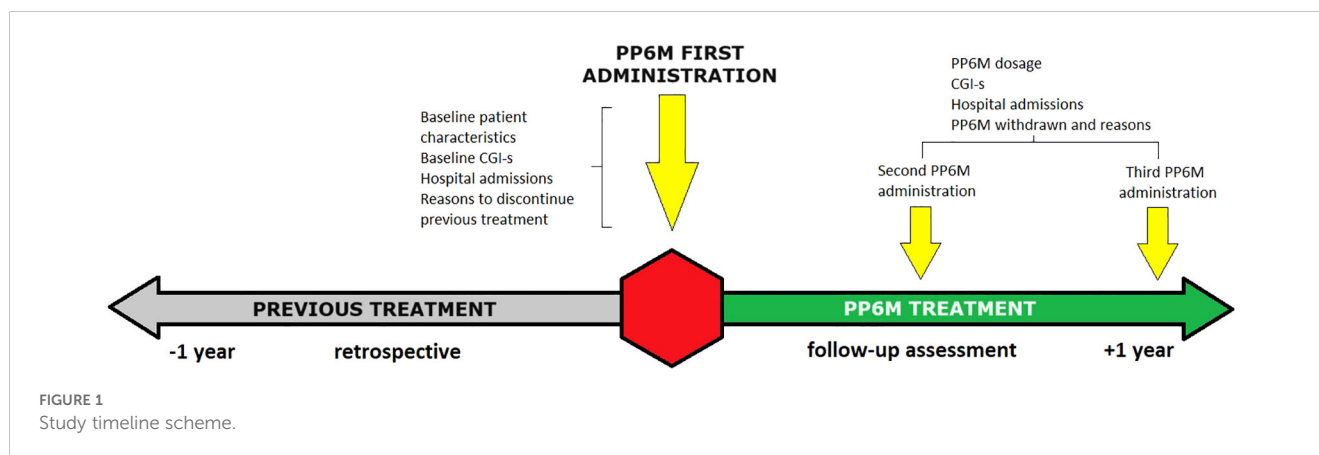 PP6M FIRST
ADMINISTRATION
Baseline patient
characteristics
Baseline CGI-s
Hospital admissions
Reasons to discontinue
previous treatment
PP6M dosage
CGI-s
Hospital admissions
PP6M withdrawn and reasons
Second PP6M
administration
Third PP6M
administration
PREVIOUS TREATMENT
PP6M TREATMENT
-1 year
retrospective
follow-up assessment
+1 year
FIGURE 1
Study timeline scheme.